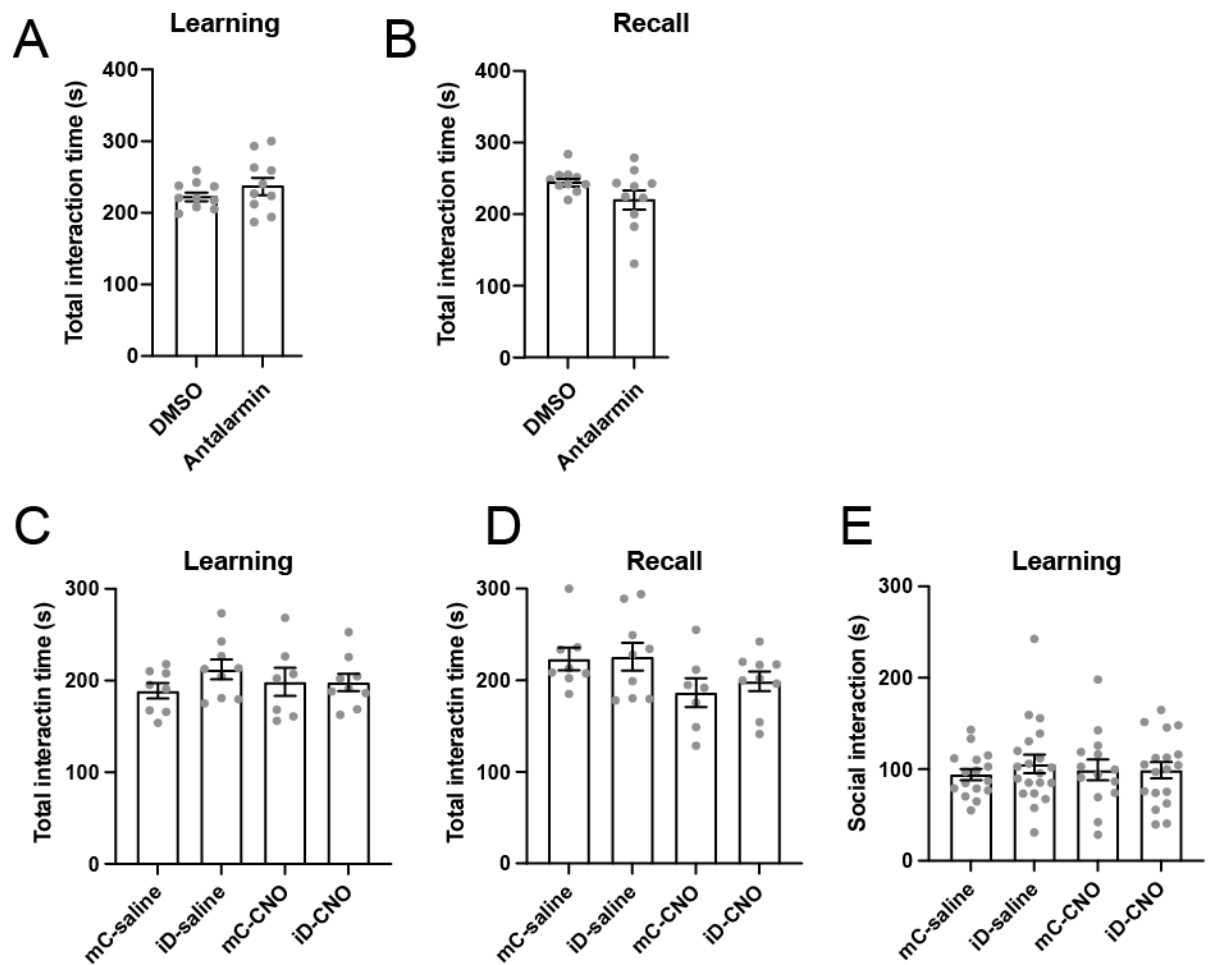 A
Learning
Total interaction time (s)
400
300
200
100
0
DMSO
Antalarmin
B
Recall
Total interaction time (s)
400
300
200
100
0
DMSO
Antalarmin
C
Learning
Total interaction time (s)
300
200
100
0
mC-saline
iD-saline
mC-CNO
iD-CNO
D
Recall
Total interactin time (s)
300
200
100
0
mC-saline
iD-saline
mC-CNO
iD-CNO
E
Learning
Social interaction (s)
300
200
100
0
mC-saline
iD-saline
mC-CNO
iD-CNO